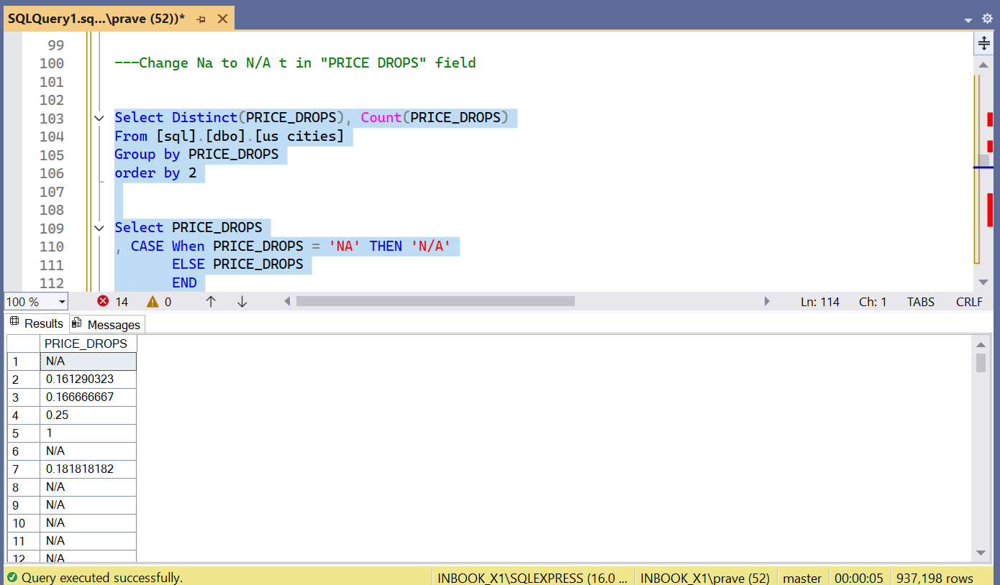 SQLQuery1.sq...\prave (52))*
99
100 ---Change Na to N/A t in "PRICE DROPS" field
101
102
103 Select Distinct(PRICE_DROPS), Count(PRICE_DROPS)
104 From [sql].[dbo].[us cities]
105 Group by PRICE_DROPS
106 order by 2
107
108
109 Select PRICE_DROPS
110 , CASE When PRICE_DROPS = 'NA' THEN 'N/A'
111 ELSE PRICE_DROPS
112 END
100 % 14 0 Ln: 114 Ch: 1 TABS CRLF
Results Messages
PRICE_DROPS
1 N/A
2 0.161290323
3 0.166666667
4 0.25
5 1
6 N/A
7 0.181818182
8 N/A
9 N/A
10 N/A
11 N/A
12 N/A
Query executed successfully. INBOOK_X1\SQLEXPRESS (16.0 ... INBOOK_X1\prave (52) master 00:00:05 937,198 rows